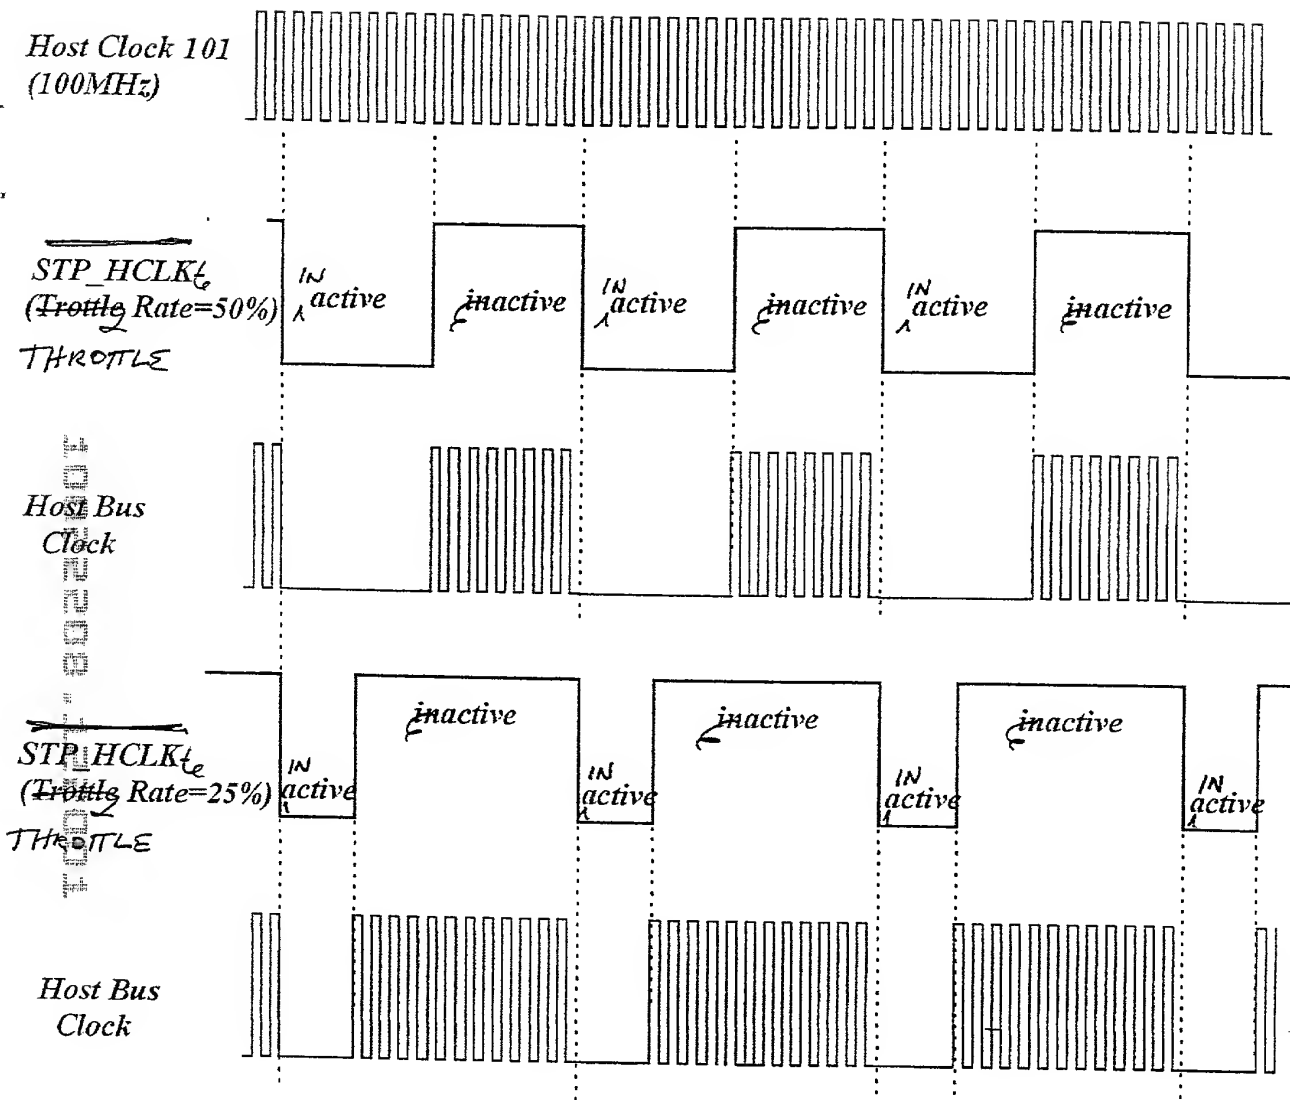 Host Clock 101
(100MHz)
STP_HCLK
IN IN IN
active inactive active inactive active inactive
(Trottle Rate=50%)
THROTTLE
Host Bus
Clock
inactive inactive inactive
STP_HCLK
IN IN IN IN
(Trottle Rate=25%) active active active active
THROTTLE
Host Bus
Clock